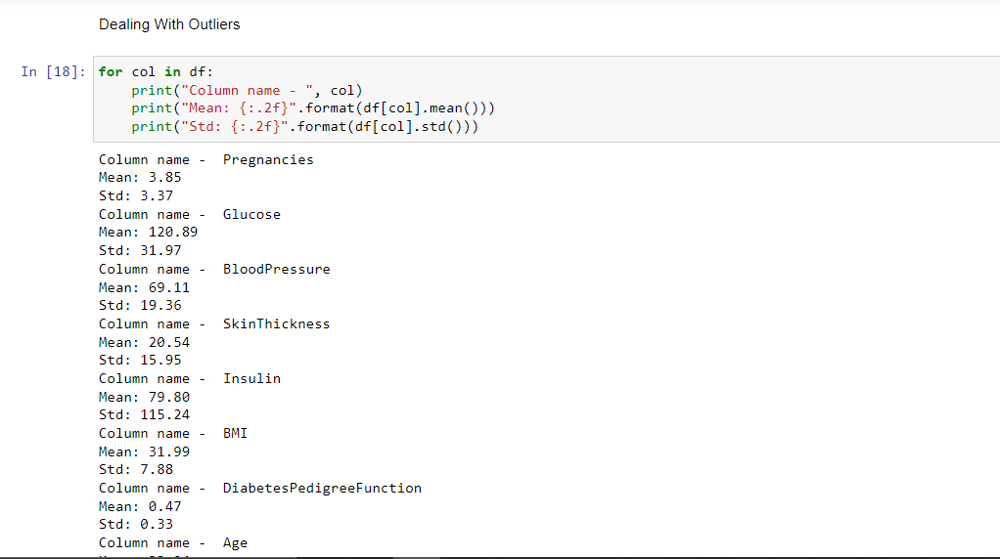 Dealing With Outliers
In [18]: for col in df:
    print("Column name - ", col)
    print("Mean: {:.2f}".format(df[col].mean()))
    print("Std: {:.2f}".format(df[col].std()))
Column name -  Pregnancies
Mean: 3.85
Std: 3.37
Column name -  Glucose
Mean: 120.89
Std: 31.97
Column name -  BloodPressure
Mean: 69.11
Std: 19.36
Column name -  SkinThickness
Mean: 20.54
Std: 15.95
Column name -  Insulin
Mean: 79.80
Std: 115.24
Column name -  BMI
Mean: 31.99
Std: 7.88
Column name -  DiabetesPedigreeFunction
Mean: 0.47
Std: 0.33
Column name -  Age